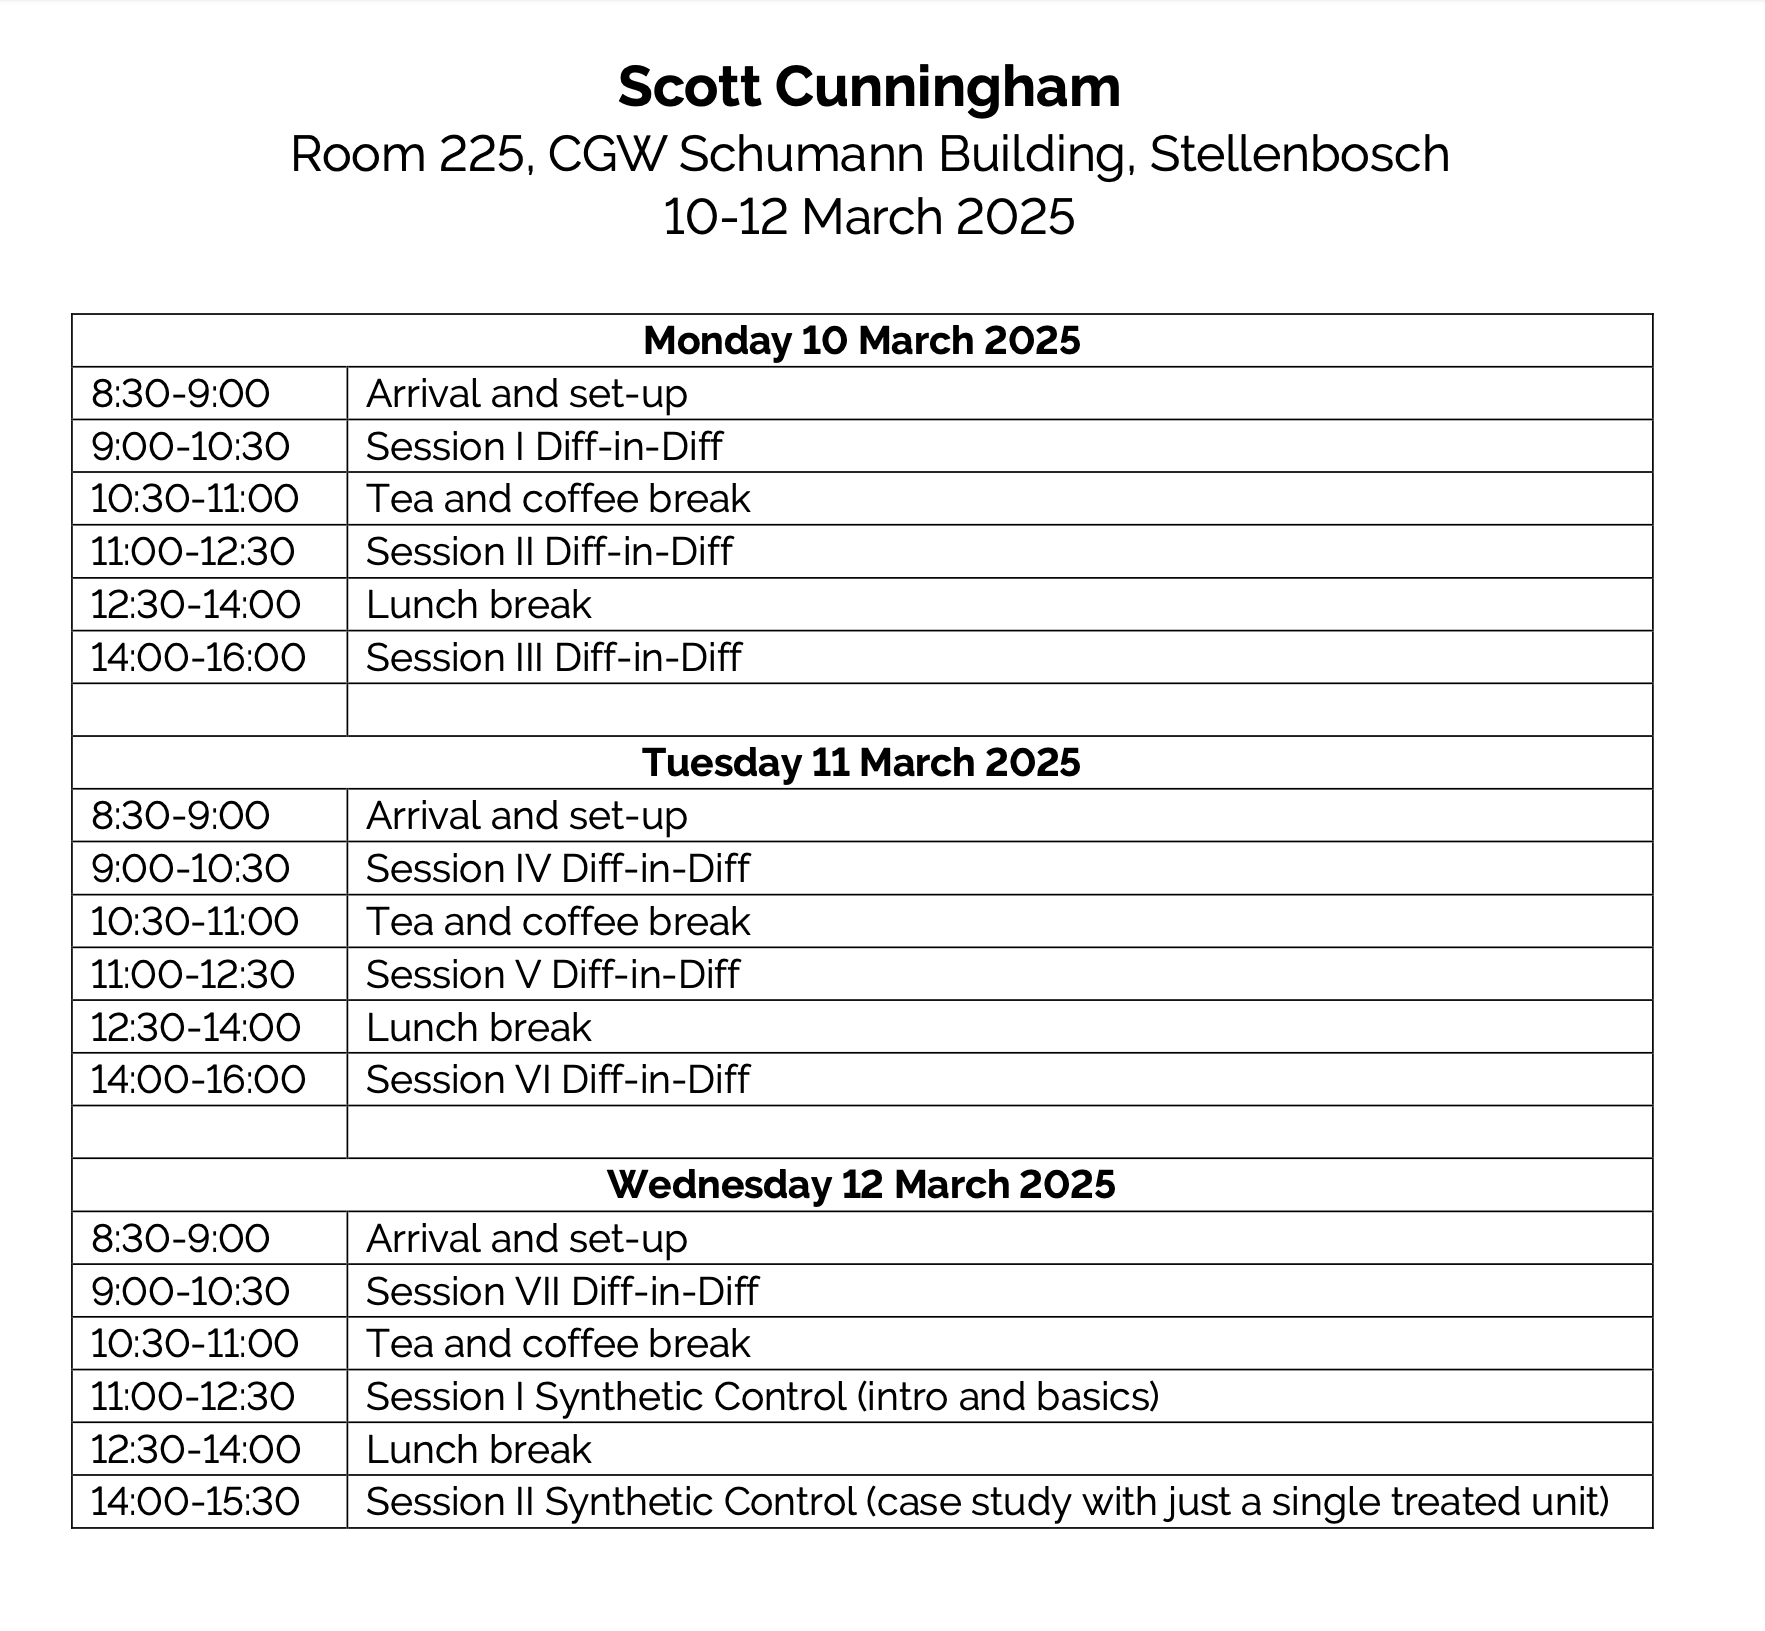 Scott Cunningham
Room 225, CGW Schumann Building, Stellenbosch
10-12 March 2025
Monday 10 March 2025
8:30-9:00 Arrival and set-up
9:00-10:30 Session I Diff-in-Diff
10:30-11:00 Tea and coffee break
11:00-12:30 Session II Diff-in-Diff
12:30-14:00 Lunch break
14:00-16:00 Session III Diff-in-Diff
Tuesday 11 March 2025
8:30-9:00 Arrival and set-up
9:00-10:30 Session IV Diff-in-Diff
10:30-11:00 Tea and coffee break
11:00-12:30 Session V Diff-in-Diff
12:30-14:00 Lunch break
14:00-16:00 Session VI Diff-in-Diff
Wednesday 12 March 2025
8:30-9:00 Arrival and set-up
9:00-10:30 Session VII Diff-in-Diff
10:30-11:00 Tea and coffee break
11:00-12:30 Session I Synthetic Control (intro and basics)
12:30-14:00 Lunch break
14:00-15:30 Session II Synthetic Control (case study with just a single treated unit)